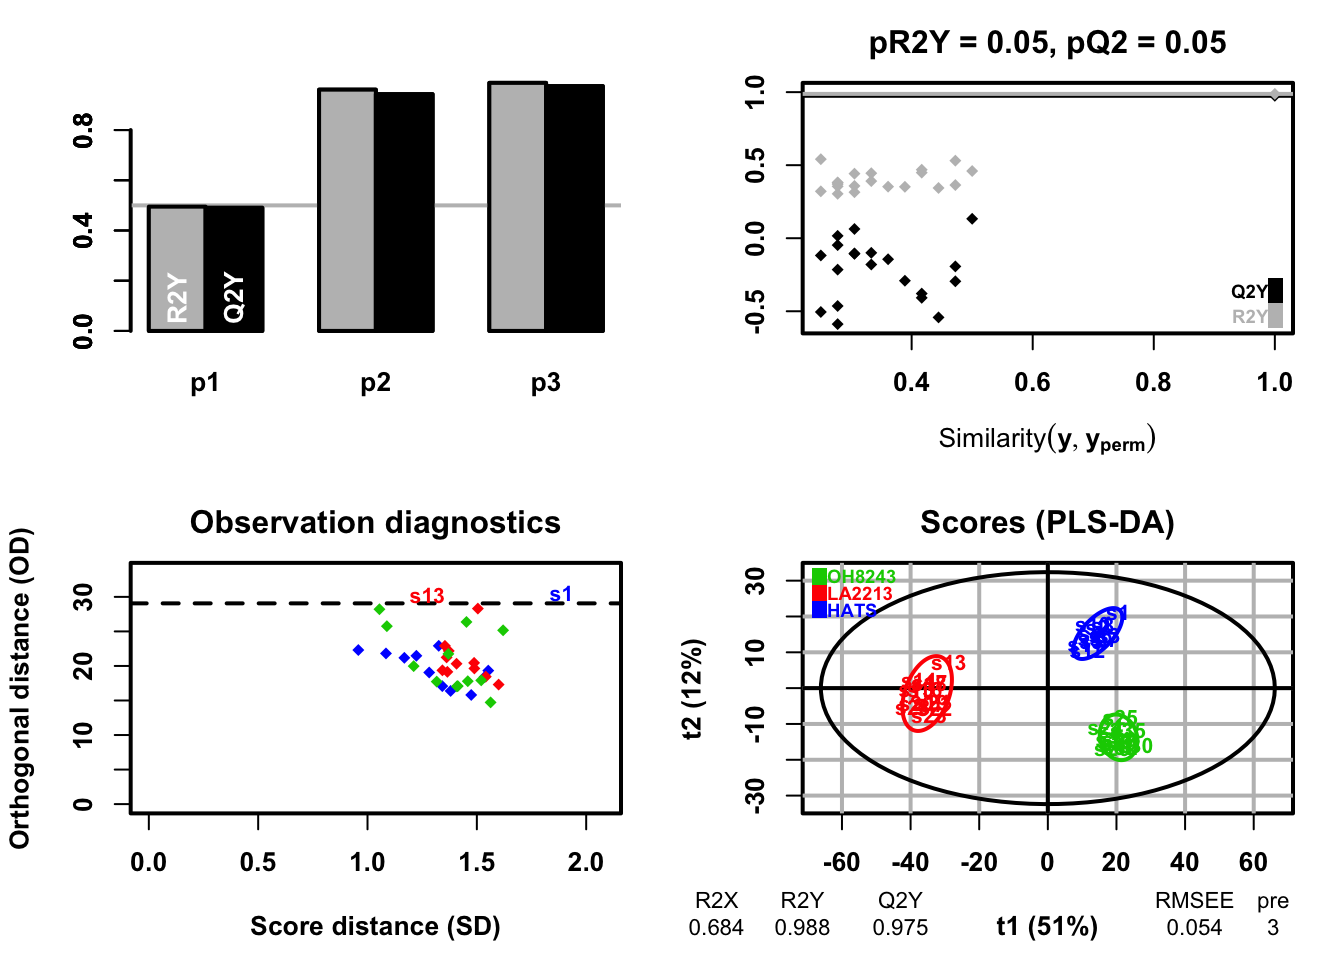 0.8
0.4
0.0
R2Y
Q2Y
p1
p2
p3
pR2Y = 0.05, pQ2 = 0.05
1.0
0.5
0.0
-0.5
Q2Y
R2Y
0.4
0.6
0.8
1.0
Similarity(y, yperm)
Observation diagnostics
Orthogonal distance (OD)
30
20
10
0
s13
s1
0.0
0.5
1.0
1.5
2.0
Score distance (SD)
Scores (PLS-DA)
t2 (12%)
30
10
-10
-30
OH8243
LA2213
HATS
s1
s13
-60
-40
-20
0
20
40
60
R2X R2Y Q2Y RMSEE pre
0.684 0.988 0.975 t1 (51%) 0.054 3